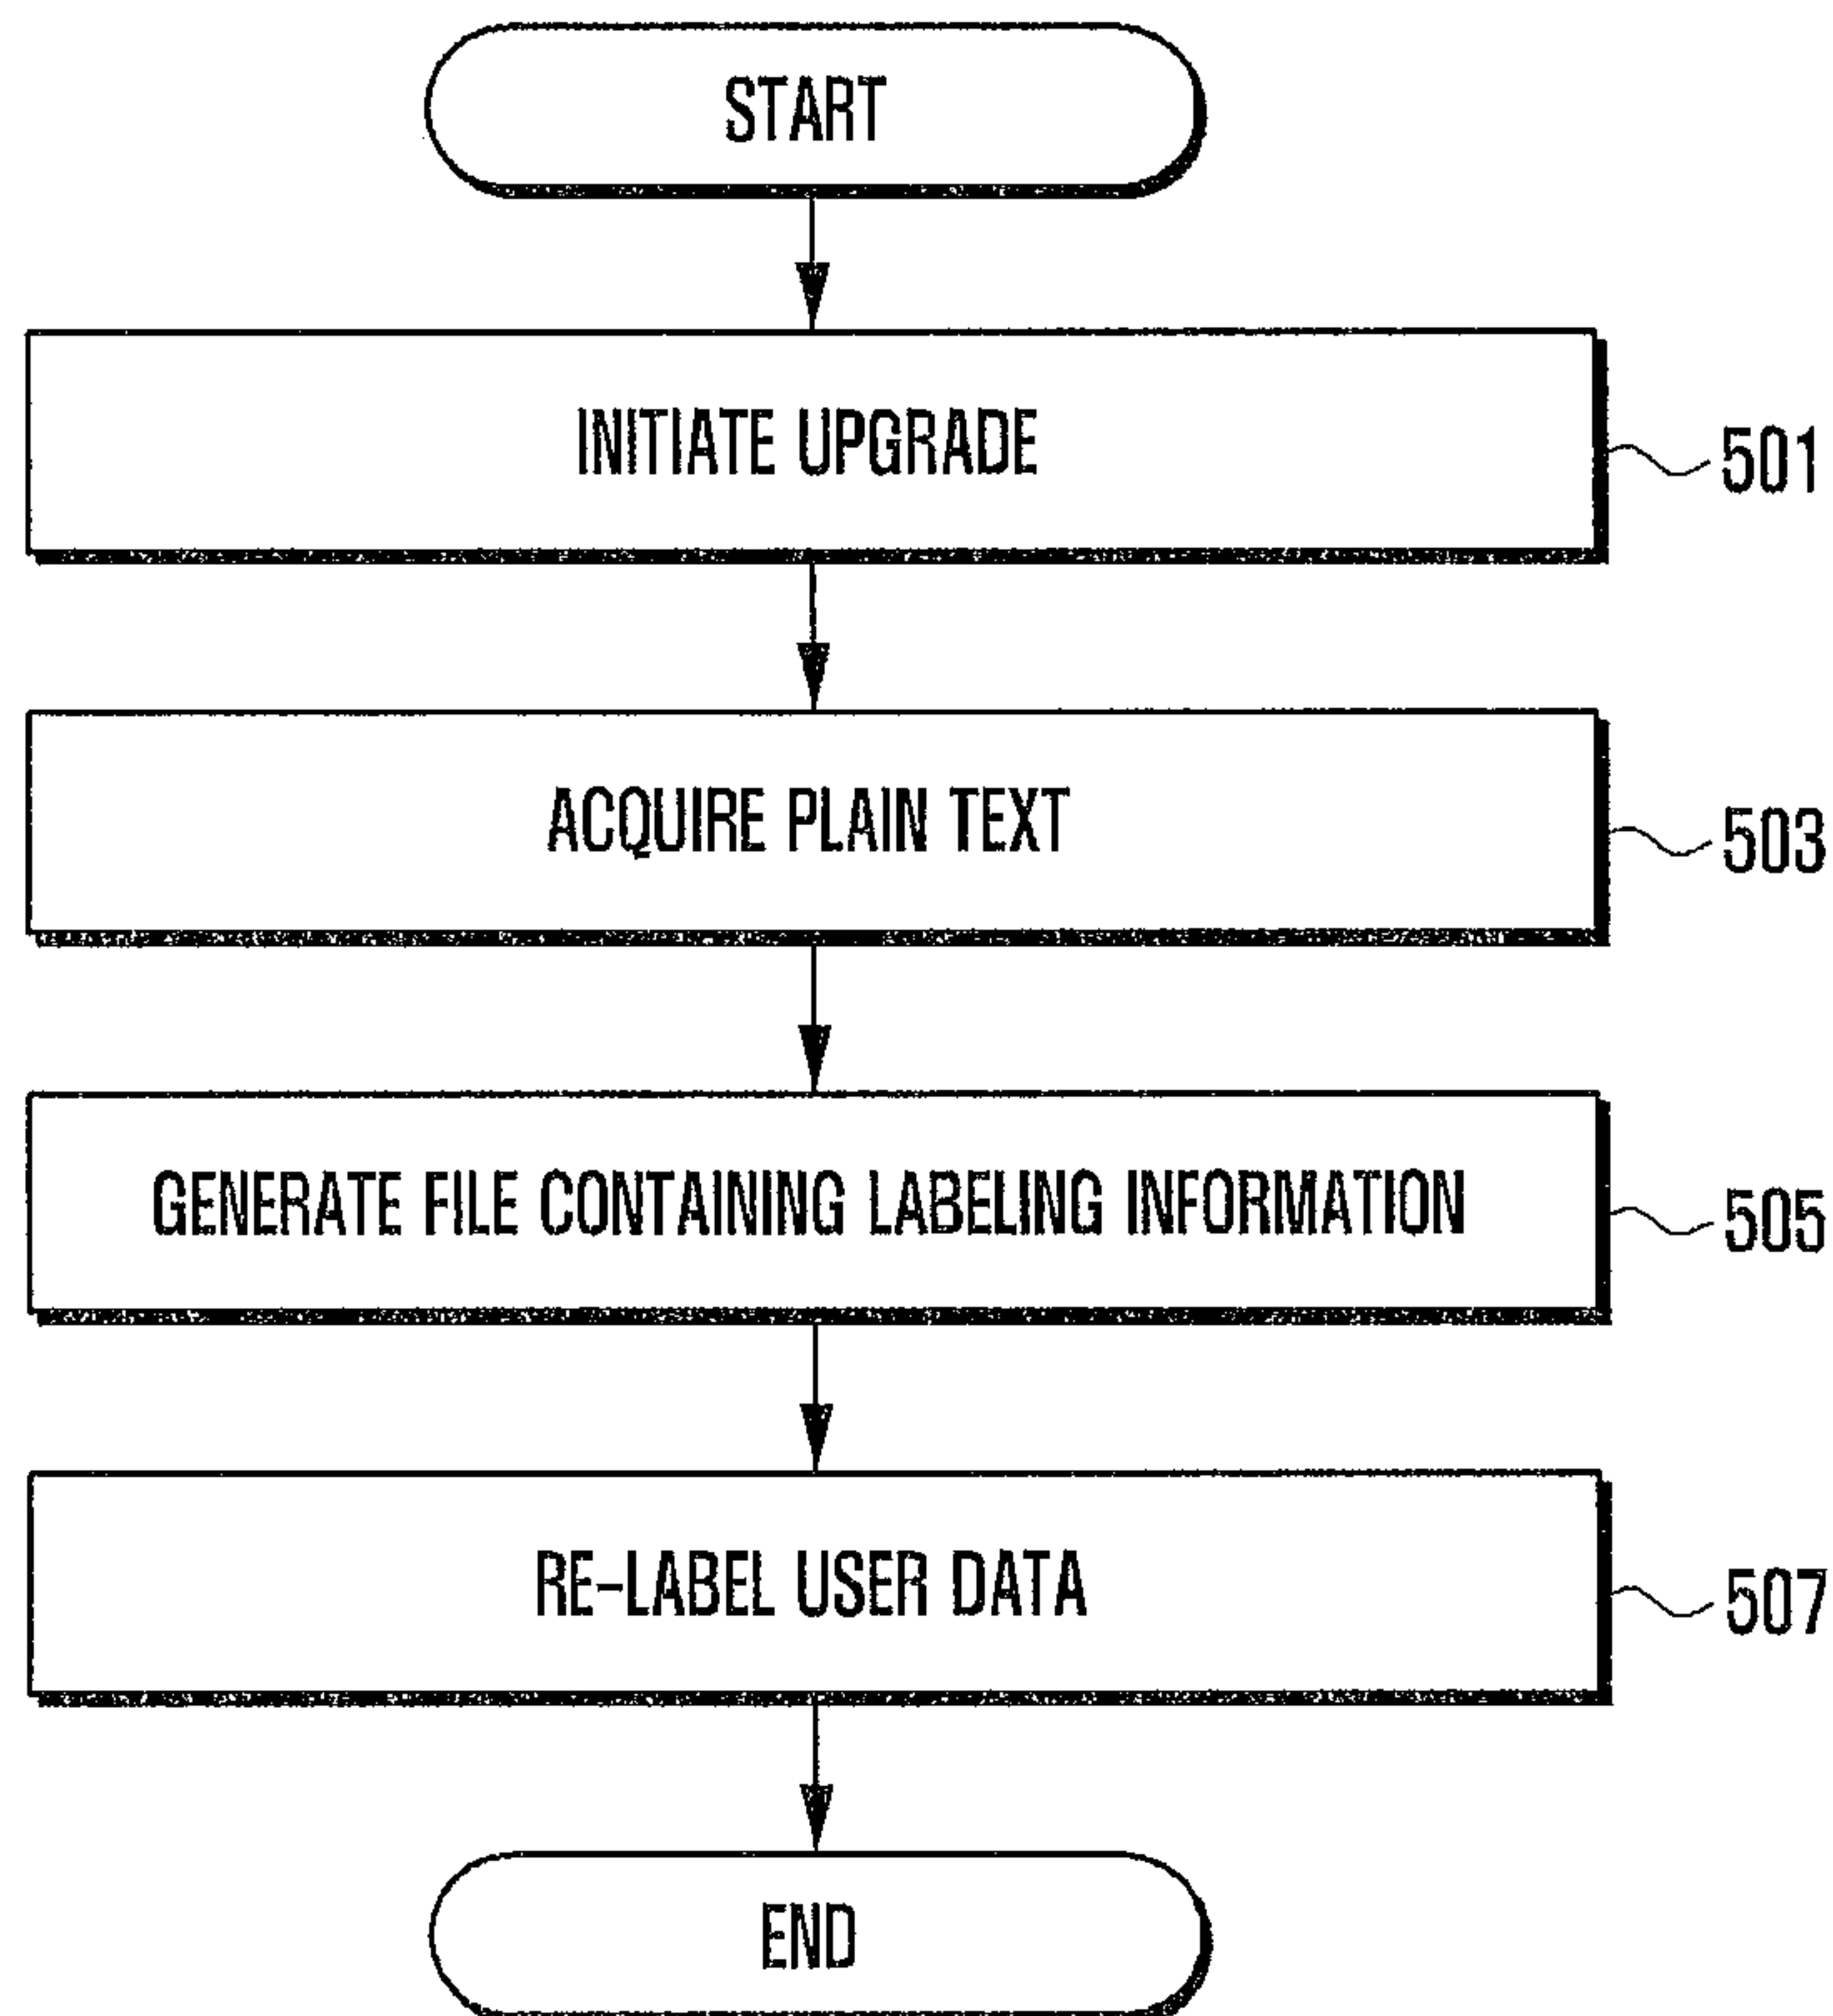 START
INITIATE UPGRADE
501
ACQUIRE PLAIN TEXT
503
GENERATE FILE CONTAINING LABELING INFORMATION
505
RE-LABEL USER DATA
507
END